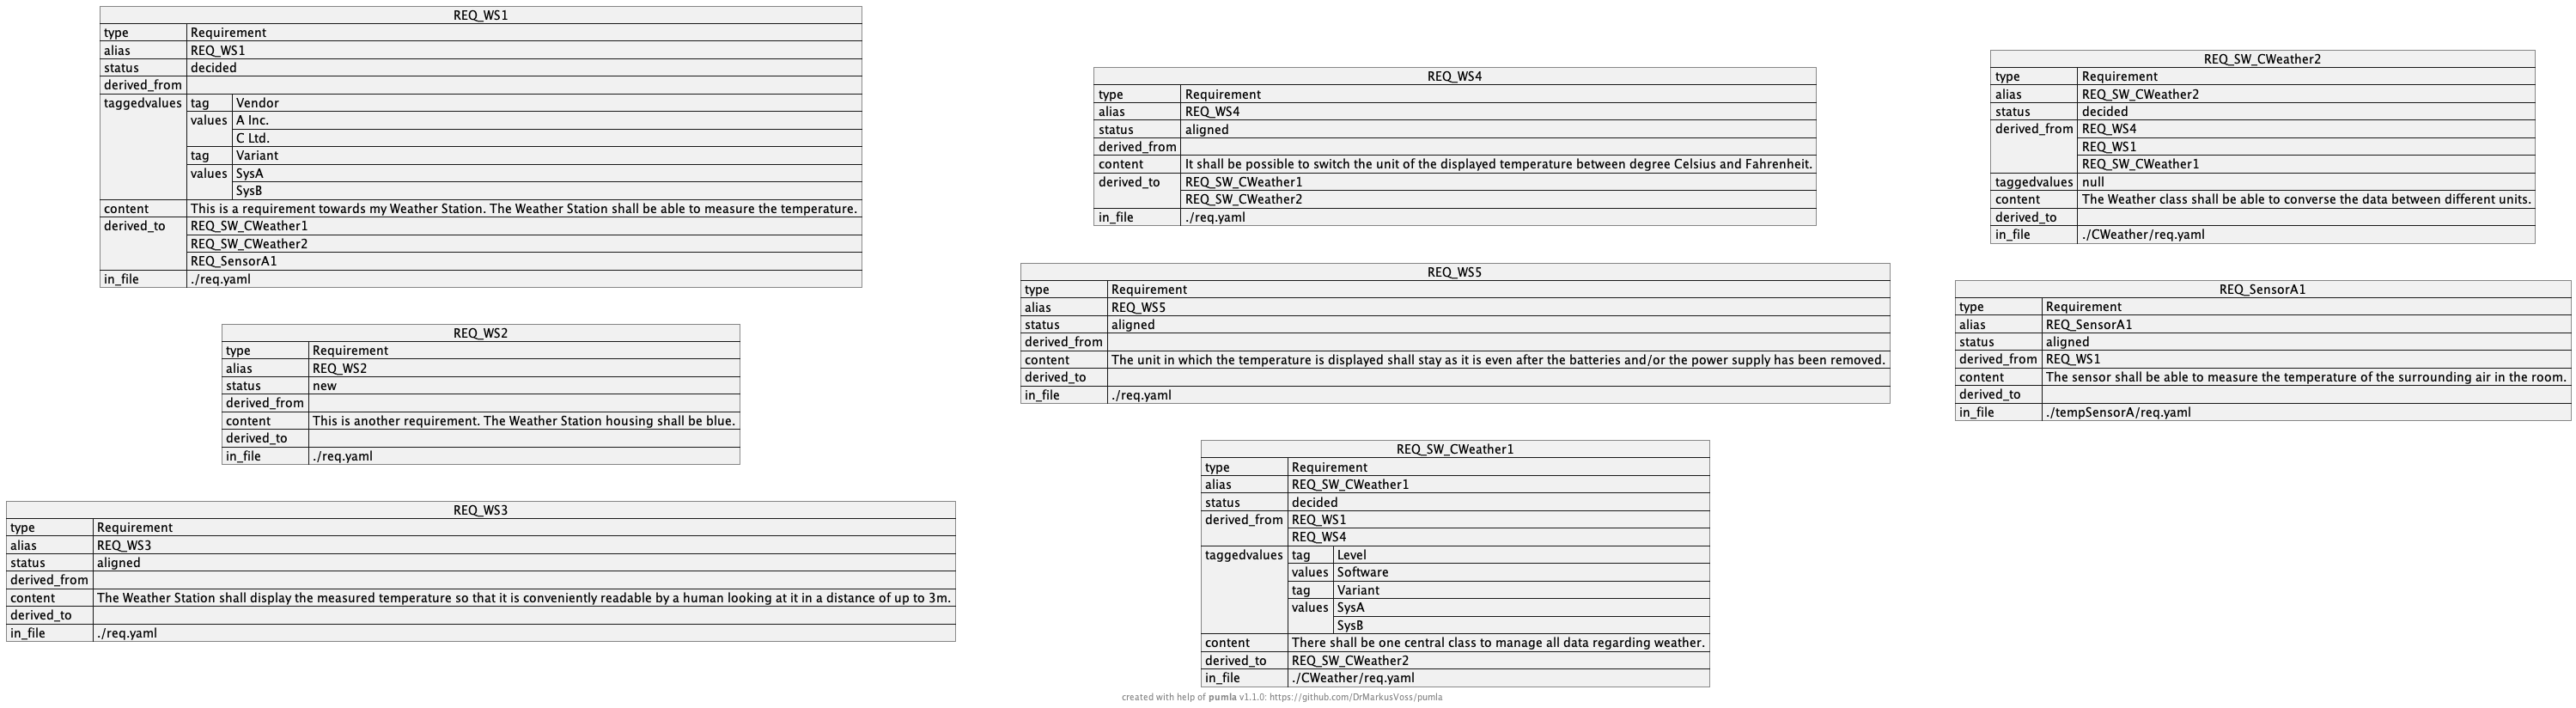 REQ_WS1
type Requirement
alias REQ_WS1
status decided
derived_from
taggedvalues tag Vendor
values A Inc.
C Ltd.
tag Variant
values SysA
SysB
content This is a requirement towards my Weather Station. The Weather Station shall be able to measure the temperature.
derived_to REQ_SW_CWeather1
REQ_SW_CWeather2
REQ_SensorA1
in_file ./req.yaml
REQ_WS2
type Requirement
alias REQ_WS2
status new
derived_from
content This is another requirement. The Weather Station housing shall be blue.
derived_to
in_file ./req.yaml
REQ_WS3
type Requirement
alias REQ_WS3
status aligned
derived_from
content The Weather Station shall display the measured temperature so that it is conveniently readable by a human looking at it in a distance of up to 3m.
derived_to
in_file ./req.yaml
REQ_WS4
type Requirement
alias REQ_WS4
status aligned
derived_from
content It shall be possible to switch the unit of the displayed temperature between degree Celsius and Fahrenheit.
derived_to REQ_SW_CWeather1
REQ_SW_CWeather2
in_file ./req.yaml
REQ_WS5
type Requirement
alias REQ_WS5
status aligned
derived_from
content The unit in which the temperature is displayed shall stay as it is even after the batteries and/or the power supply has been removed.
derived_to
in_file ./req.yaml
REQ_SW_CWeather1
type Requirement
alias REQ_SW_CWeather1
status decided
derived_from REQ_WS1
REQ_WS4
taggedvalues tag Level
values Software
tag Variant
values SysA
SysB
content There shall be one central class to manage all data regarding weather.
derived_to REQ_SW_CWeather2
in_file ./CWeather/req.yaml
REQ_SW_CWeather2
type Requirement
alias REQ_SW_CWeather2
status decided
derived_from REQ_WS4
REQ_WS1
REQ_SW_CWeather1
taggedvalues null
content The Weather class shall be able to converse the data between different units.
derived_to
in_file ./CWeather/req.yaml
REQ_SensorA1
type Requirement
alias REQ_SensorA1
status aligned
derived_from REQ_WS1
content The sensor shall be able to measure the temperature of the surrounding air in the room.
derived_to
in_file ./tempSensorA/req.yaml
created with help of pumla v1.1.0: https://github.com/DrMarkusVoss/pumla